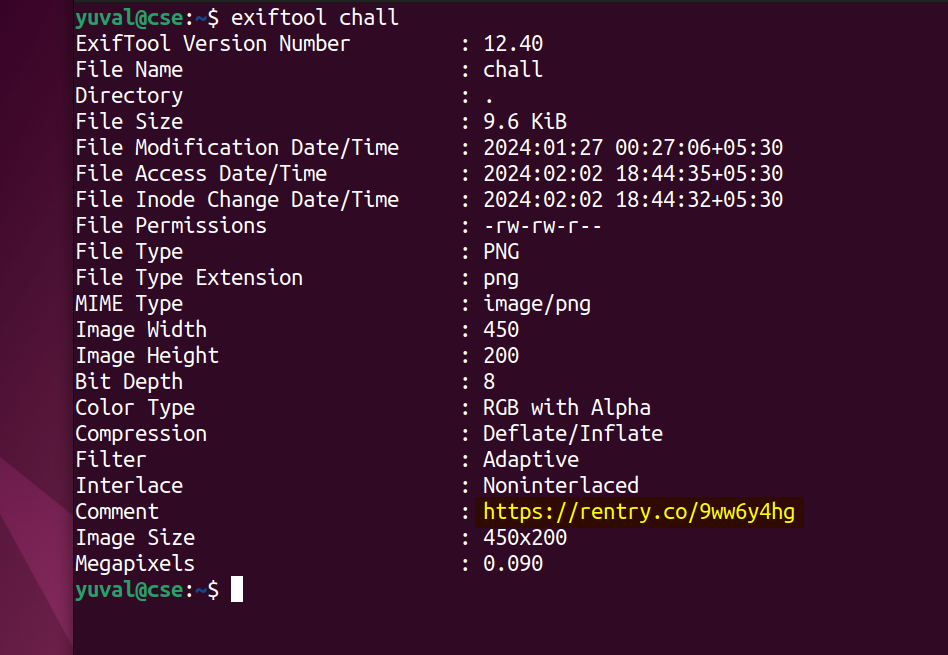 yuval@cse:~$ exiftool chall
ExifTool Version Number : 12.40
File Name : chall
Directory : .
File Size : 9.6 KiB
File Modification Date/Time : 2024:01:27 00:27:06+05:30
File Access Date/Time : 2024:02:02 18:44:35+05:30
File Inode Change Date/Time : 2024:02:02 18:44:32+05:30
File Permissions : -rw-rw-r--
File Type : PNG
File Type Extension : png
MIME Type : image/png
Image Width : 450
Image Height : 200
Bit Depth : 8
Color Type : RGB with Alpha
Compression : Deflate/Inflate
Filter : Adaptive
Interlace : Noninterlaced
Comment : https://rentry.co/9ww6y4hg
Image Size : 450x200
Megapixels : 0.090
yuval@cse:~$